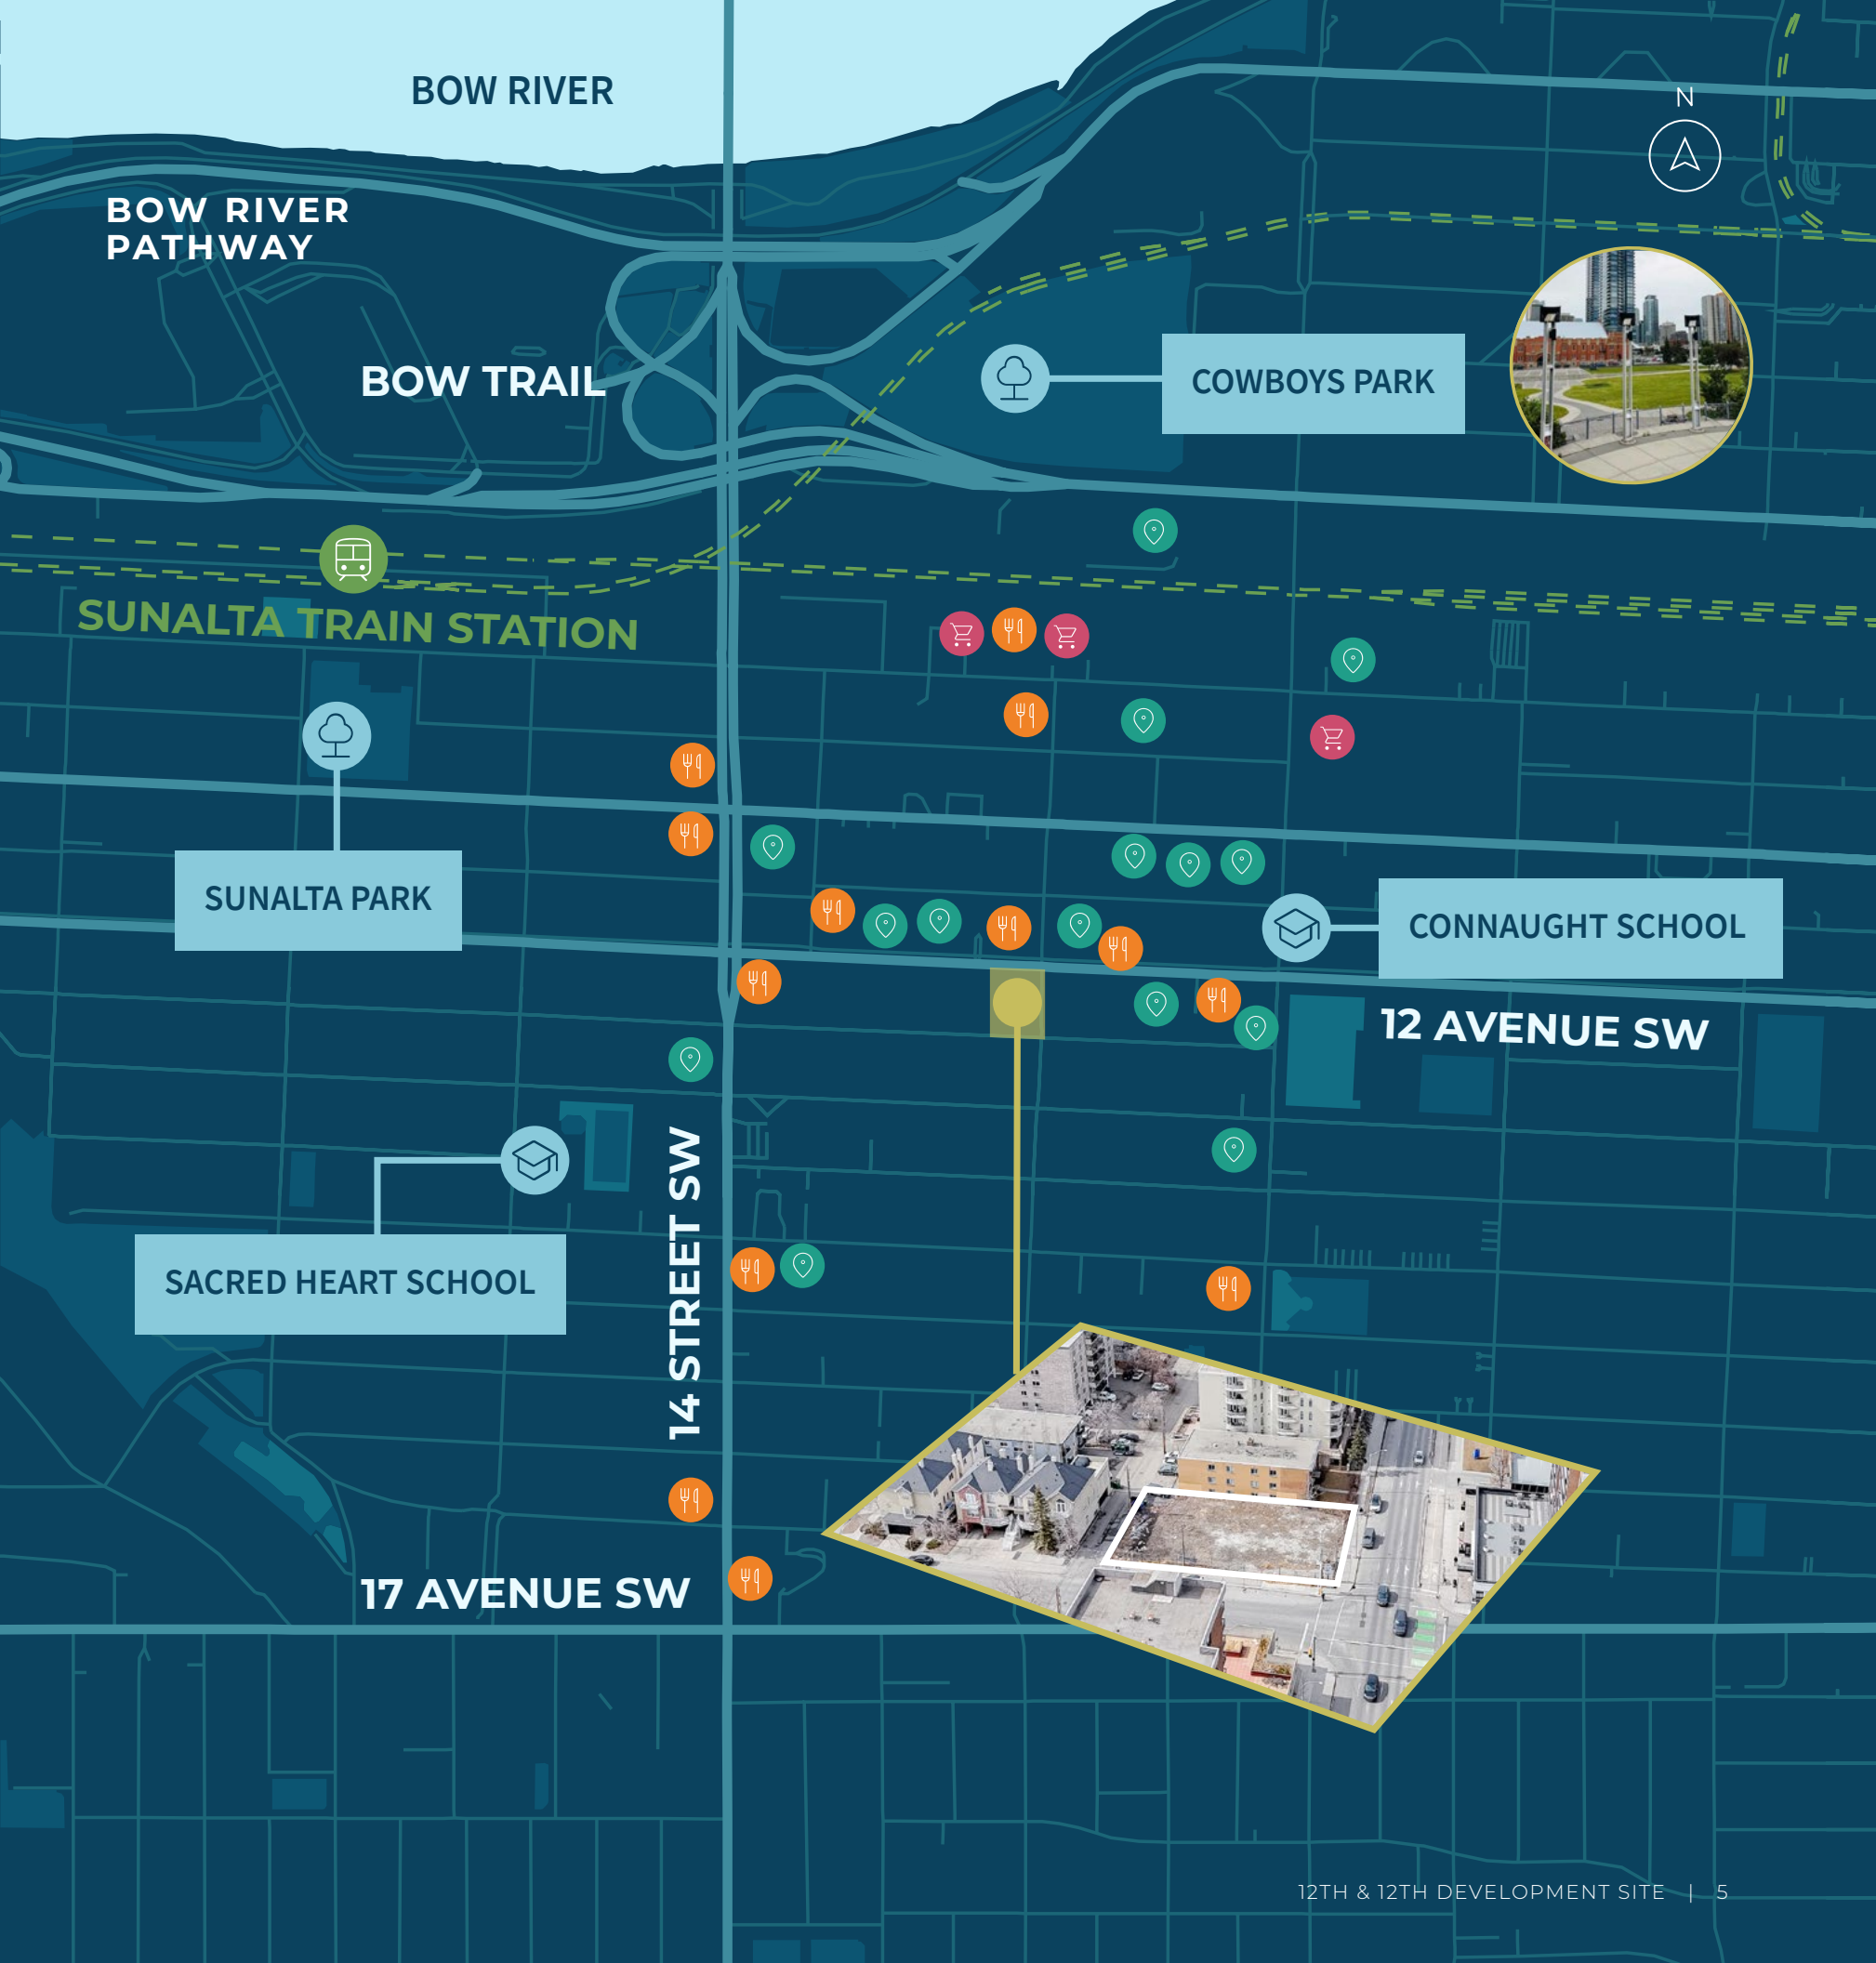 BOW RIVER
N
BOW RIVER
PATHWAY
BOW TRAIL
COWBOYS PARK
SUNALTA TRAIN STATION
SUNALTA PARK
CONNAUGHT SCHOOL
12 AVENUE SW
14 STREET SW
SACRED HEART SCHOOL
17 AVENUE SW
12TH & 12TH DEVELOPMENT SITE | 5